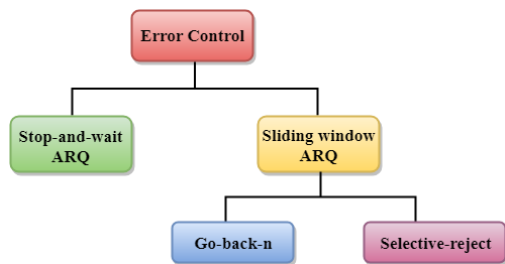 Error Control
Stop-and-wait
ARQ
Sliding window
ARQ
Go-back-n
Selective-reject